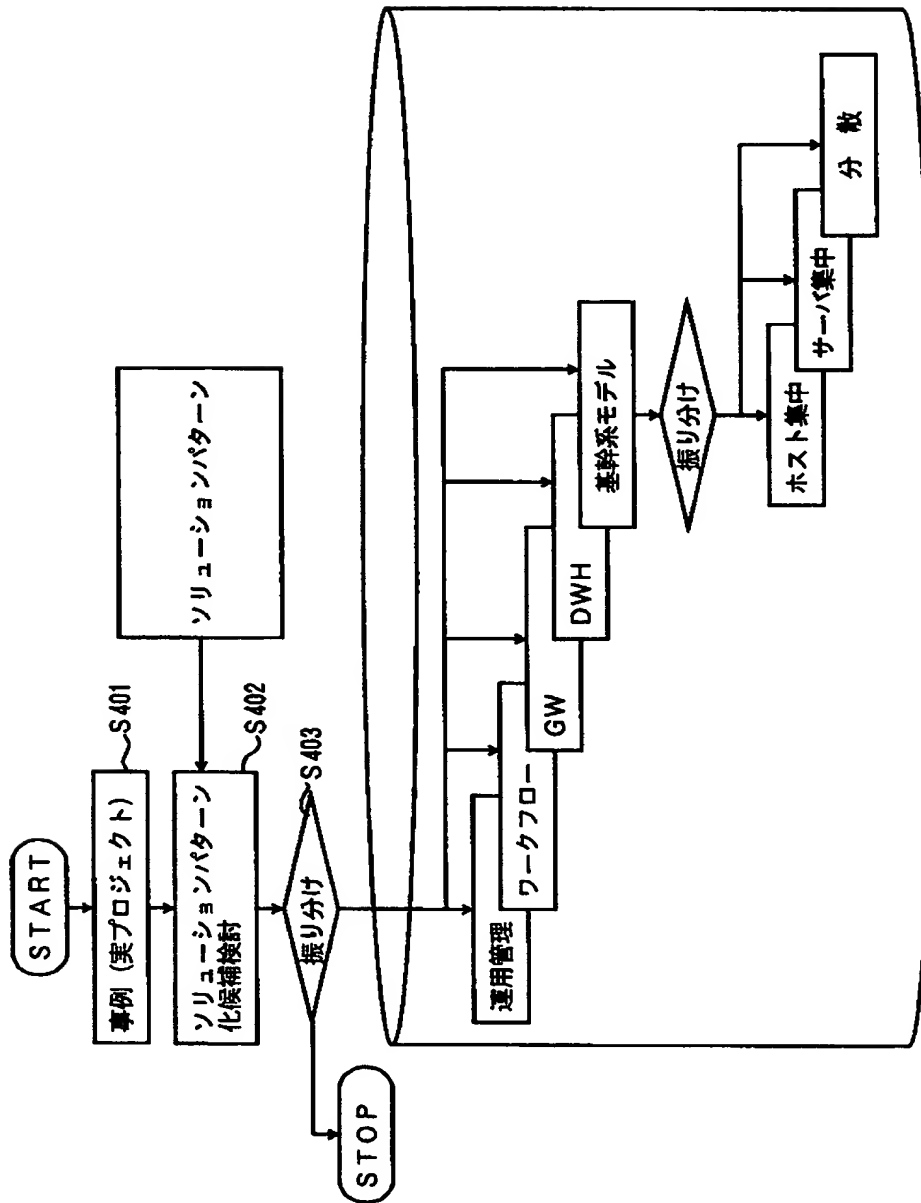 START
事例(実プロジェクト)
S401
ソリューションパターン
化候補検討
S402
ソリューションパターン
振り分け
S403
STOP
運用管理
ワークフロー
GW
DWH
基幹系モデル
振り分け
ホスト集中
サーバ集中
分 散